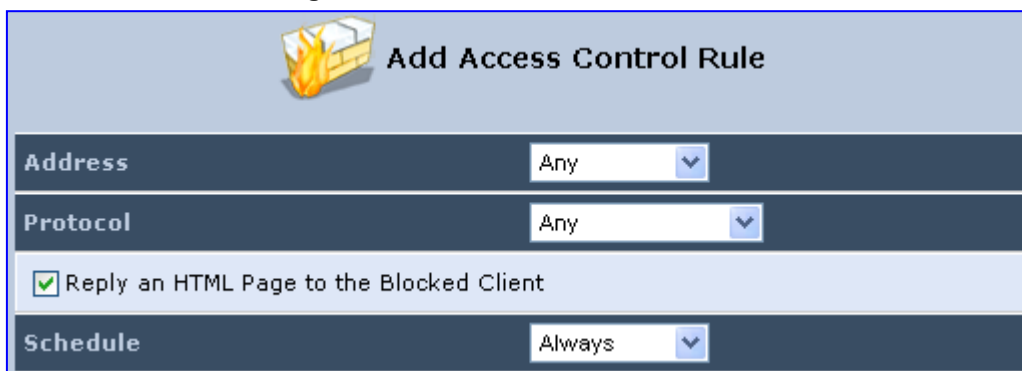 Add Access Control Rule
Address Any
Protocol Any
Reply an HTML Page to the Blocked Client
Schedule Always